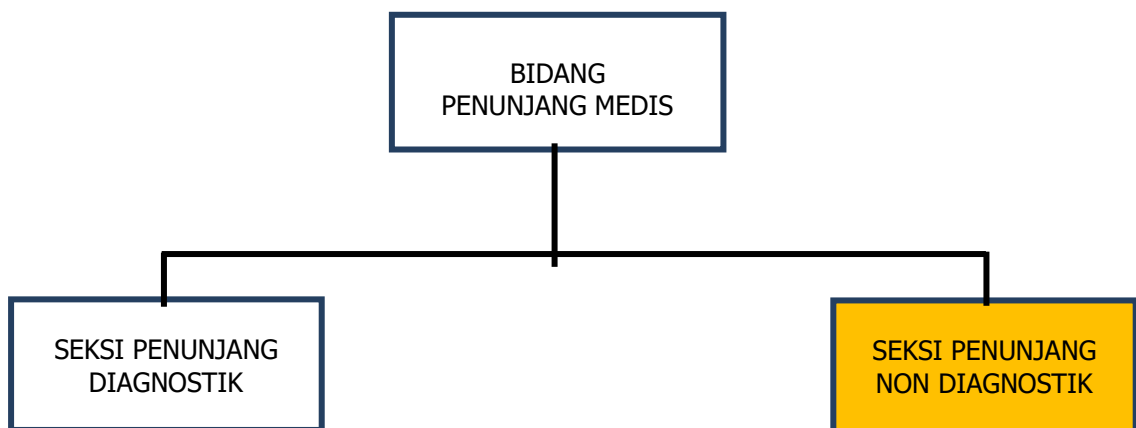 BIDANG
PENUNJANG MEDIS
SEKSI PENUNJANG
DIAGNOSTIK
SEKSI PENUNJANG
NON DIAGNOSTIK